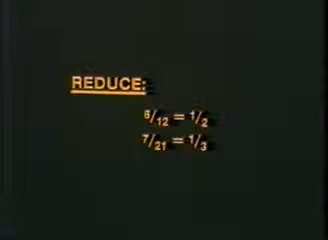 REDUCE:
6/12 = 1/2
7/21 = 1/3